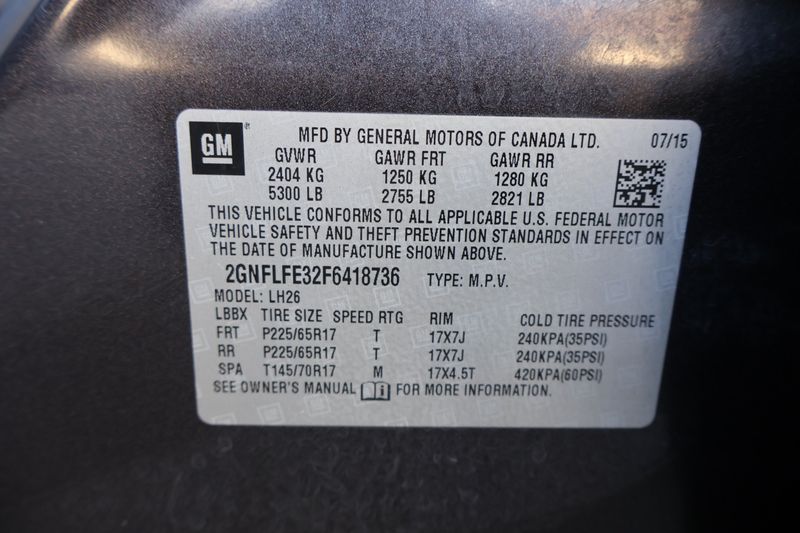 GM
MFD BY GENERAL MOTORS OF CANADA LTD. 07/15
GVWR GAWR FRT GAWR RR
2404 KG 1250 KG 1280 KG
5300 LB 2755 LB 2821 LB
THIS VEHICLE CONFORMS TO ALL APPLICABLE U.S. FEDERAL MOTOR
VEHICLE SAFETY AND THEFT PREVENTION STANDARDS IN EFFECT ON
THE DATE OF MANUFACTURE SHOWN ABOVE.
2GNFLFE32F6418736 TYPE: M.P.V.
MODEL: LH26
LBBX TIRE SIZE SPEED RTG RIM COLD TIRE PRESSURE
FRT P225/65R17 T 17X7J 240KPA(35PSI)
RR P225/65R17 T 17X7J 240KPA(35PSI)
SPA T145/70R17 M 17X4.5T 420KPA(60PSI)
SEE OWNER'S MANUAL i FOR MORE INFORMATION.